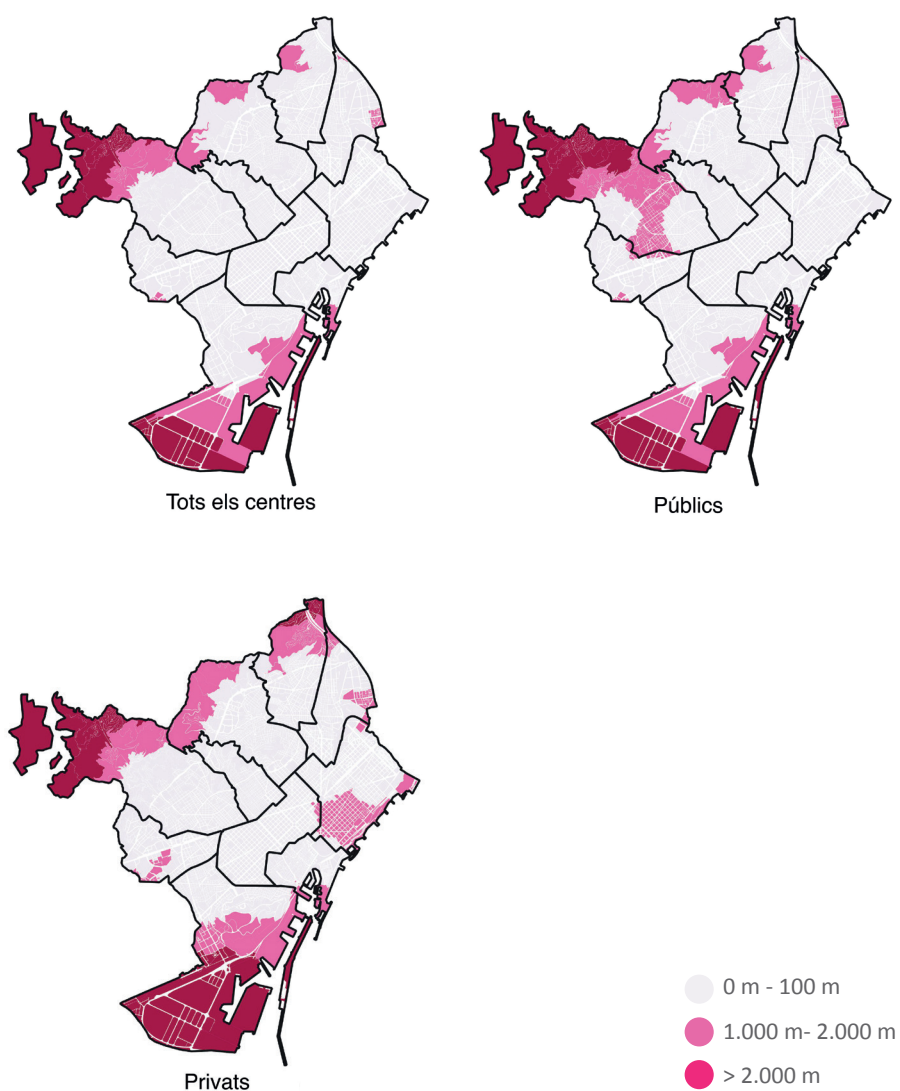 Tots els centres
Públics
Privats
0 m - 100 m
1.000 m- 2.000 m
> 2.000 m